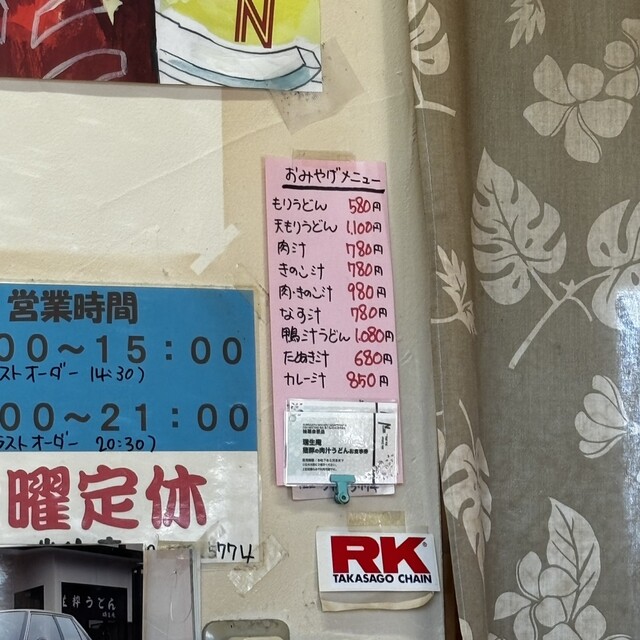 N
おみやげメニュー
もりうどん 580円
天もりうどん 1,100円
肉汁 780円
きのこ汁 780円
肉・きのこ汁 980円
なす汁 780円
鴨汁うどん 1,080円
たぬき汁 680円
カレー汁 850円
営業時間
00～15：00
ストオーダー 14:30)
00～21：00
ラストオーダー 20:30)
曜定休
5774
うどん
RK
TAKASAGO CHAIN